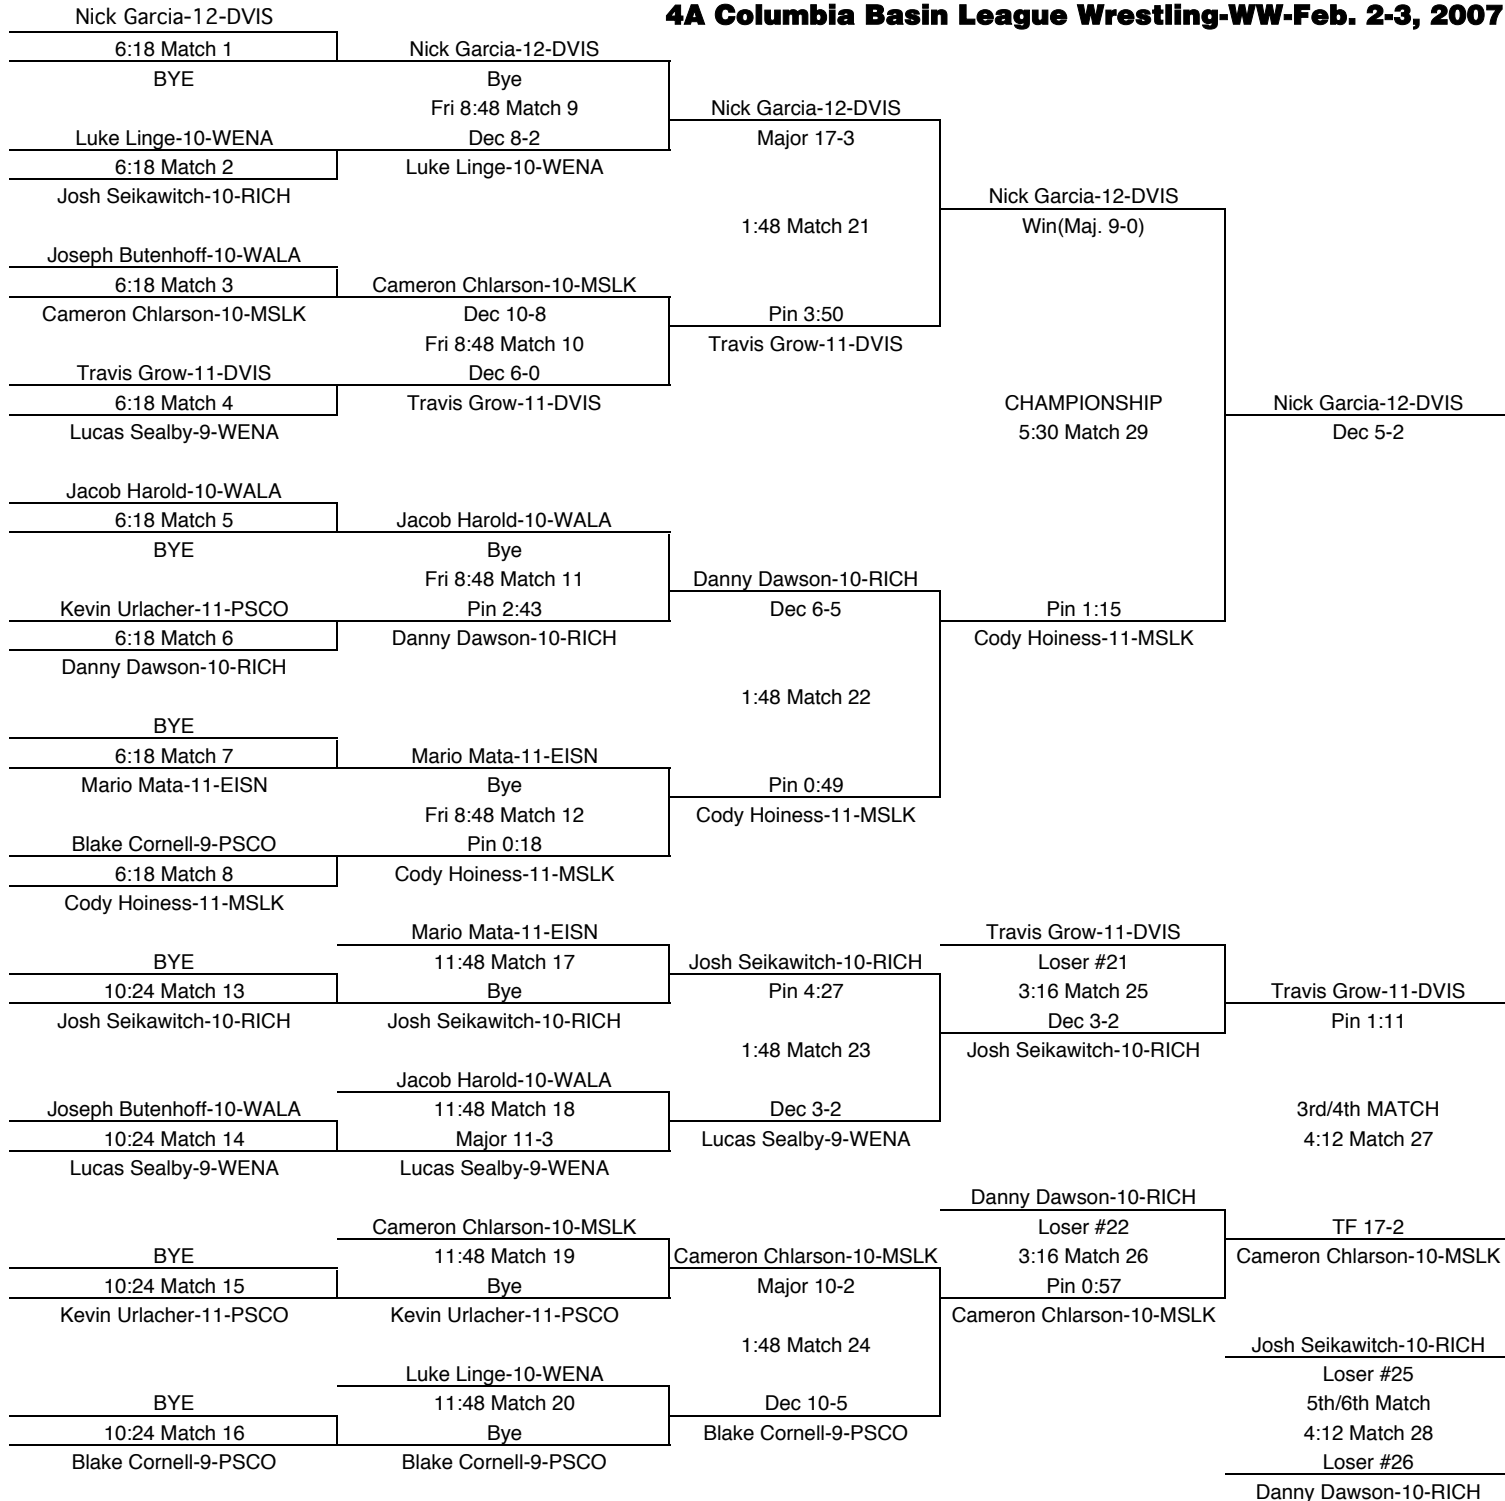 4A Columbia Basin League Wrestling-WW-Feb. 2-3, 2007
Nick Garcia-12-DVIS
6:18 Match 1
BYE
Luke Linge-10-WENA
6:18 Match 2
Josh Seikawitch-10-RICH
Joseph Butenhoff-10-WALA
6:18 Match 3
Cameron Chlarson-10-MSLK
Travis Grow-11-DVIS
6:18 Match 4
Lucas Sealby-9-WENA
Jacob Harold-10-WALA
6:18 Match 5
BYE
Kevin Urlacher-11-PSCO
6:18 Match 6
Danny Dawson-10-RICH
BYE
6:18 Match 7
Mario Mata-11-EISN
Blake Cornell-9-PSCO
6:18 Match 8
Cody Hoiness-11-MSLK
Nick Garcia-12-DVIS
Bye
Fri 8:48 Match 9
Dec 8-2
Luke Linge-10-WENA
Cameron Chlarson-10-MSLK
Dec 10-8
Fri 8:48 Match 10
Dec 6-0
Travis Grow-11-DVIS
Jacob Harold-10-WALA
Bye
Fri 8:48 Match 11
Pin 2:43
Danny Dawson-10-RICH
Mario Mata-11-EISN
Bye
Fri 8:48 Match 12
Pin 0:18
Cody Hoiness-11-MSLK
Nick Garcia-12-DVIS
Major 17-3
1:48 Match 21
Pin 3:50
Travis Grow-11-DVIS
Danny Dawson-10-RICH
Dec 6-5
1:48 Match 22
Pin 0:49
Cody Hoiness-11-MSLK
Nick Garcia-12-DVIS
Win(Maj. 9-0)
CHAMPIONSHIP
5:30 Match 29
Pin 1:15
Cody Hoiness-11-MSLK
Nick Garcia-12-DVIS
Dec 5-2
BYE
10:24 Match 13
Josh Seikawitch-10-RICH
Joseph Butenhoff-10-WALA
10:24 Match 14
Lucas Sealby-9-WENA
BYE
10:24 Match 15
Kevin Urlacher-11-PSCO
BYE
10:24 Match 16
Blake Cornell-9-PSCO
Mario Mata-11-EISN
11:48 Match 17
Bye
Josh Seikawitch-10-RICH
Jacob Harold-10-WALA
11:48 Match 18
Major 11-3
Lucas Sealby-9-WENA
Cameron Chlarson-10-MSLK
11:48 Match 19
Bye
Kevin Urlacher-11-PSCO
Luke Linge-10-WENA
11:48 Match 20
Bye
Blake Cornell-9-PSCO
Josh Seikawitch-10-RICH
Pin 4:27
1:48 Match 23
Dec 3-2
Lucas Sealby-9-WENA
Cameron Chlarson-10-MSLK
Major 10-2
1:48 Match 24
Dec 10-5
Blake Cornell-9-PSCO
Travis Grow-11-DVIS
Loser #21
3:16 Match 25
Dec 3-2
Josh Seikawitch-10-RICH
Danny Dawson-10-RICH
Loser #22
3:16 Match 26
Pin 0:57
Cameron Chlarson-10-MSLK
Travis Grow-11-DVIS
Pin 1:11
3rd/4th MATCH
4:12 Match 27
TF 17-2
Cameron Chlarson-10-MSLK
Josh Seikawitch-10-RICH
Loser #25
5th/6th Match
4:12 Match 28
Loser #26
Danny Dawson-10-RICH